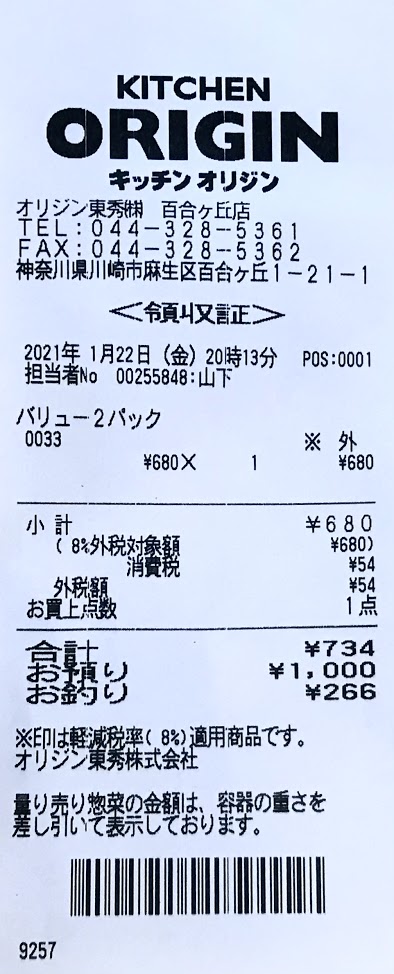 KITCHEN
ORIGIN
キッチン オリジン
オリジン東秀㈱ 百合ヶ丘店
TEL:044-328-5361
FAX:044-328-5362
神奈川県川崎市麻生区百合ヶ丘1-21-1
＜領収証＞
2021年 1月22日(金)20時13分 POS:0001
担当者No 00255848:山下
バリュー2パック
0033 ※ 外
¥680× 1 ¥680
小計 ¥680
( 8%外税対象額 ¥680)
消費税 ¥54
外税額 ¥54
お買上点数 1点
合計 ¥734
お預り ¥1,000
お釣り ¥266
※印は軽減税率( 8%)適用商品です。
オリジン東秀株式会社
量り売り惣菜の金額は、容器の重さを
差し引いて表示しております。
9257